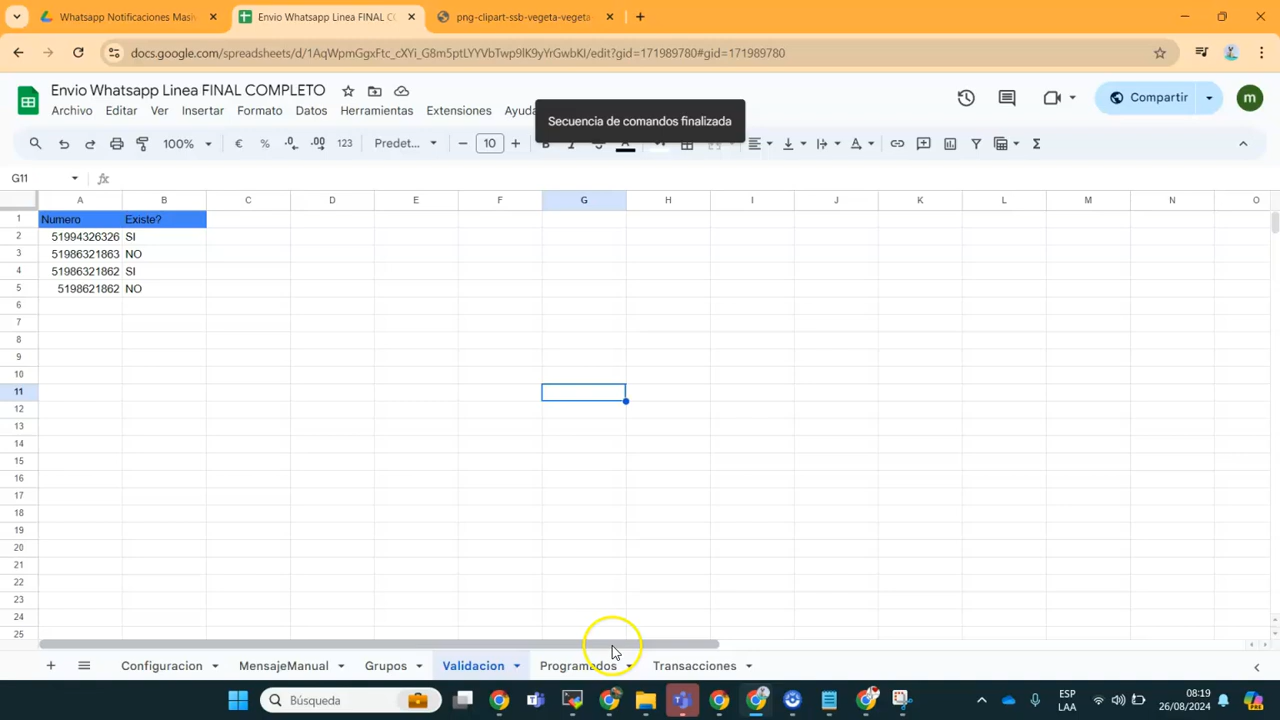 Whatsapp Notificaciones Masi
Envio Whatsapp Linea FINAL CO
png-clipart-ssb-vegeta-vegeta
docs.google.com/spreadsheets/d/1AqWpmGgxFtc_cXYi_G8m5ptLYYVbTwp9lK9yYrGwbKI/edit?gid=171989780#gid=171989780
Envio Whatsapp Linea FINAL COMPLETO
Archivo Editar Ver Insertar Formato Datos Herramientas Extensiones Ayuda
Compartir
m
Secuencia de comandos finalizada
100% € % .0 .00 123 Predet... 10
G11
A B C D E F G H I J K L M N O
1 Numero Existe?
2 51994326326 SI
3 51986321863 NO
4 51986321862 SI
5 5198621862 NO
6
7
8
9
10
11
12
13
14
15
16
17
18
19
20
21
22
23
24
25
Configuracion MensajeManual Grupos Validacion Programados Transacciones
Búsqueda
ESP
LAA
08:19
26/08/2024